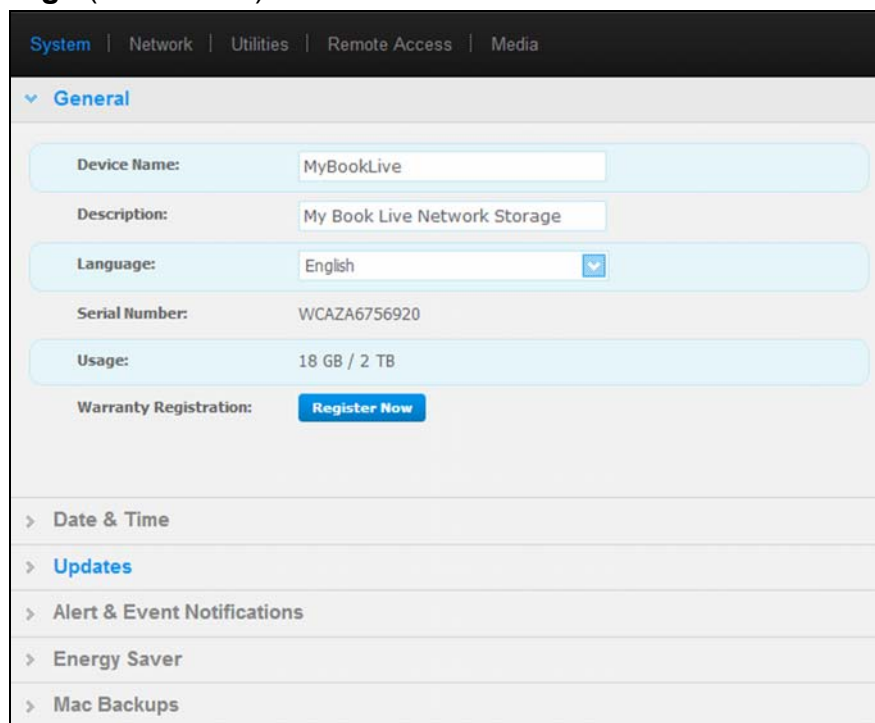 System | Network | Utilities | Remote Access | Media
General
Device Name: MyBookLive
Description: My Book Live Network Storage
Language: English
Serial Number: WCAZA6756920
Usage: 18 GB / 2 TB
Warranty Registration: Register Now
Date & Time
Updates
Alert & Event Notifications
Energy Saver
Mac Backups